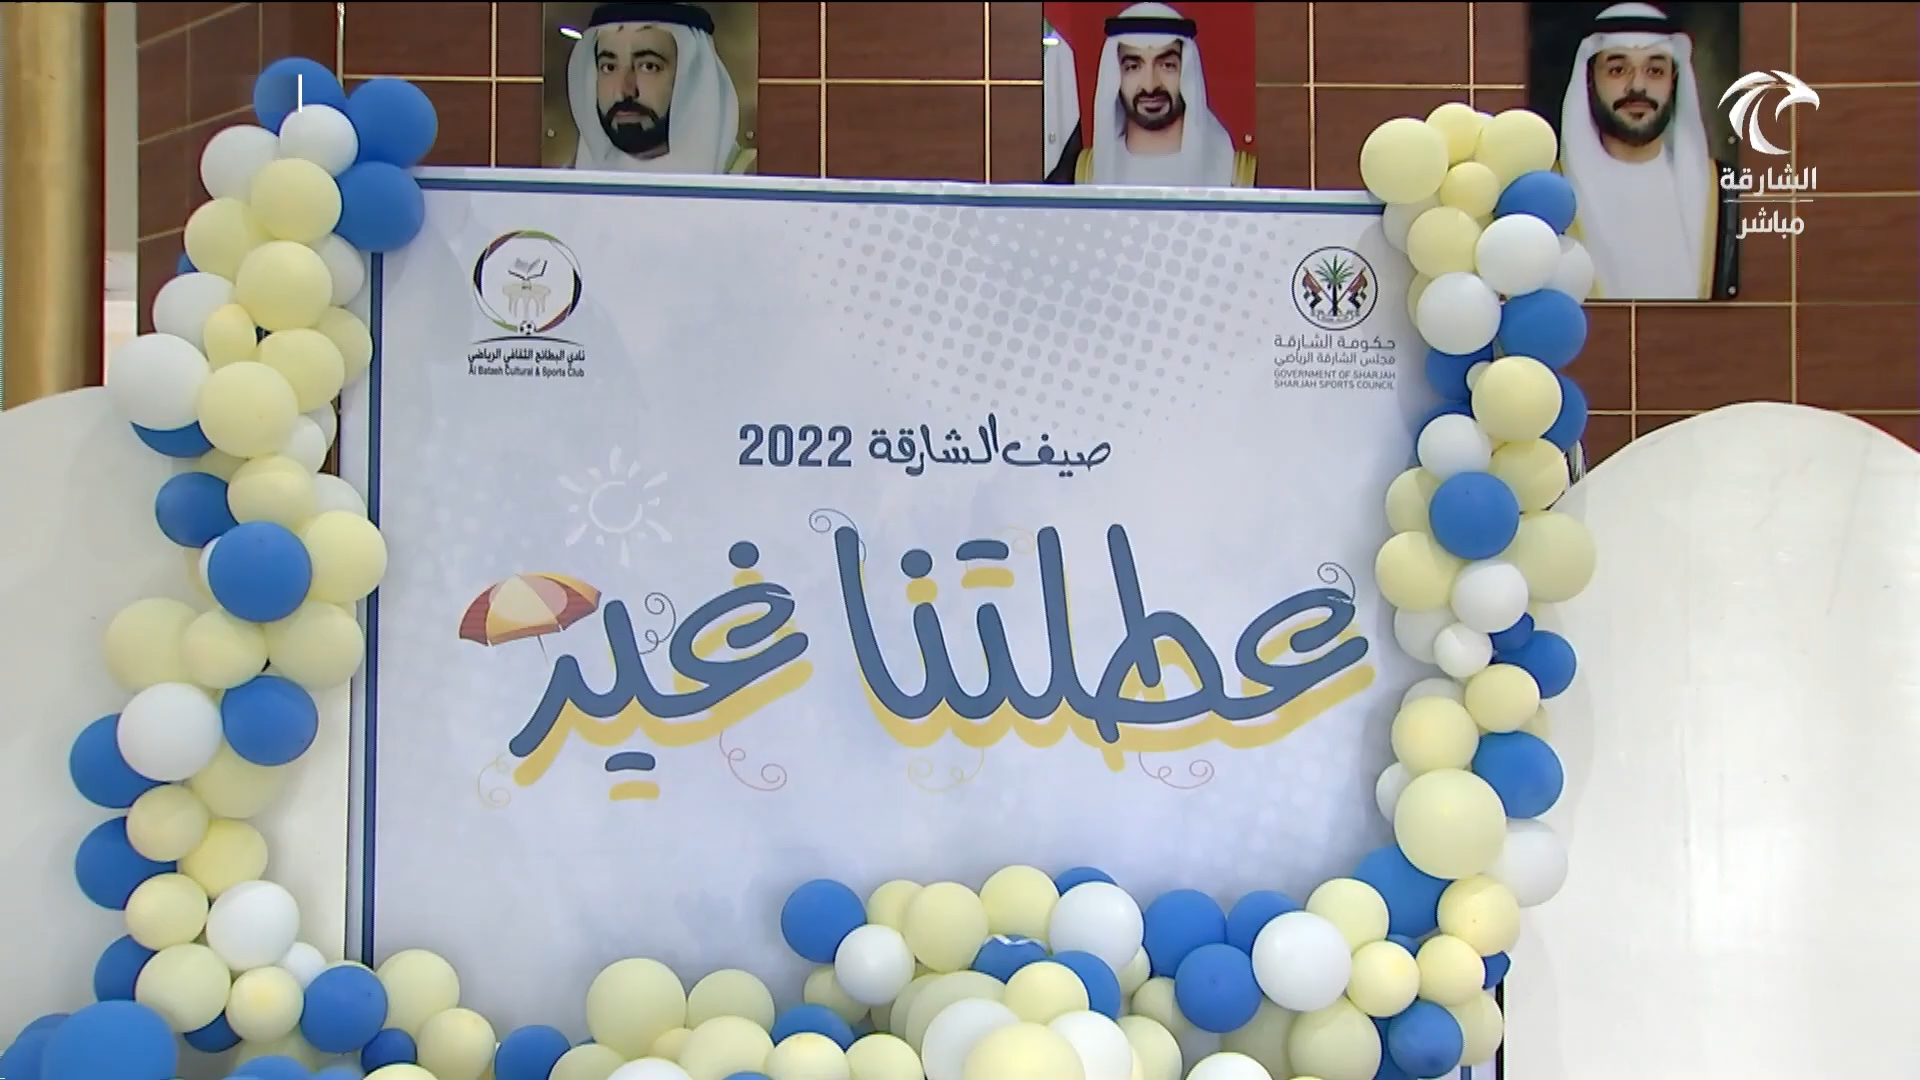 الشارقة
مباشر
حكومة الشارقة
مجلس الشارقة الرياضي
GOVERNMENT OF SHARJAH
SHARJAH SPORTS COUNCIL
نادي البطائح الثقافي الرياضي
Al Bataeh Cultural & Sports Club
صيف الشارقة 2022
عطلتنا غير